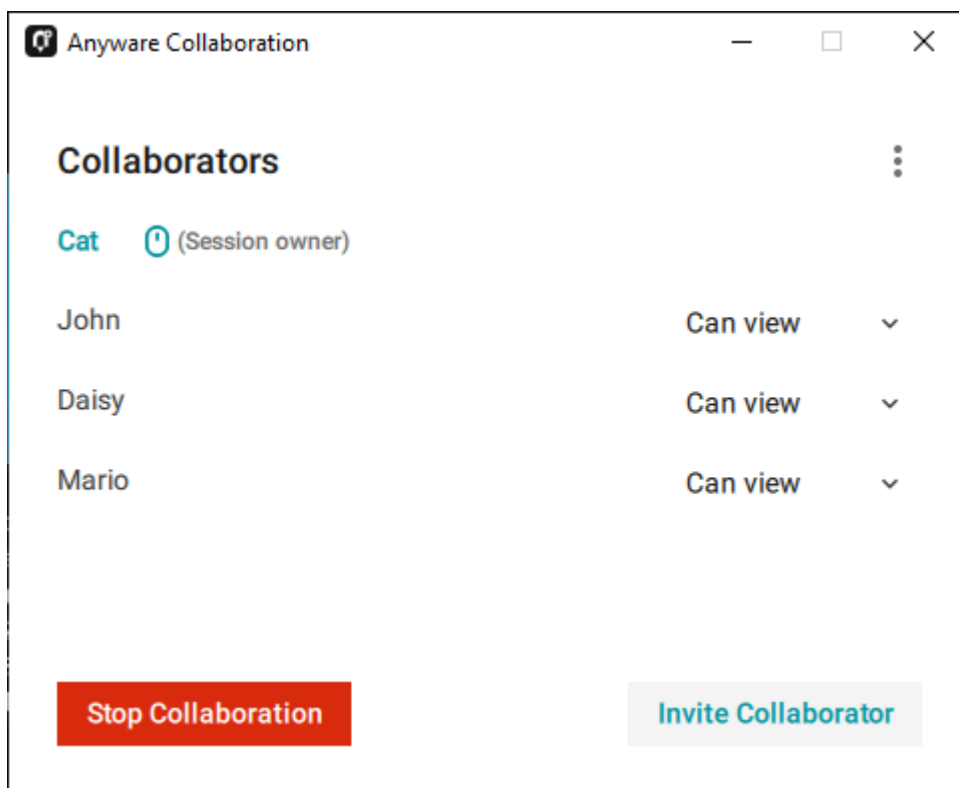 Anyware Collaboration
Collaborators
Cat (Session owner)
John Can view
Daisy Can view
Mario Can view
Stop Collaboration Invite Collaborator